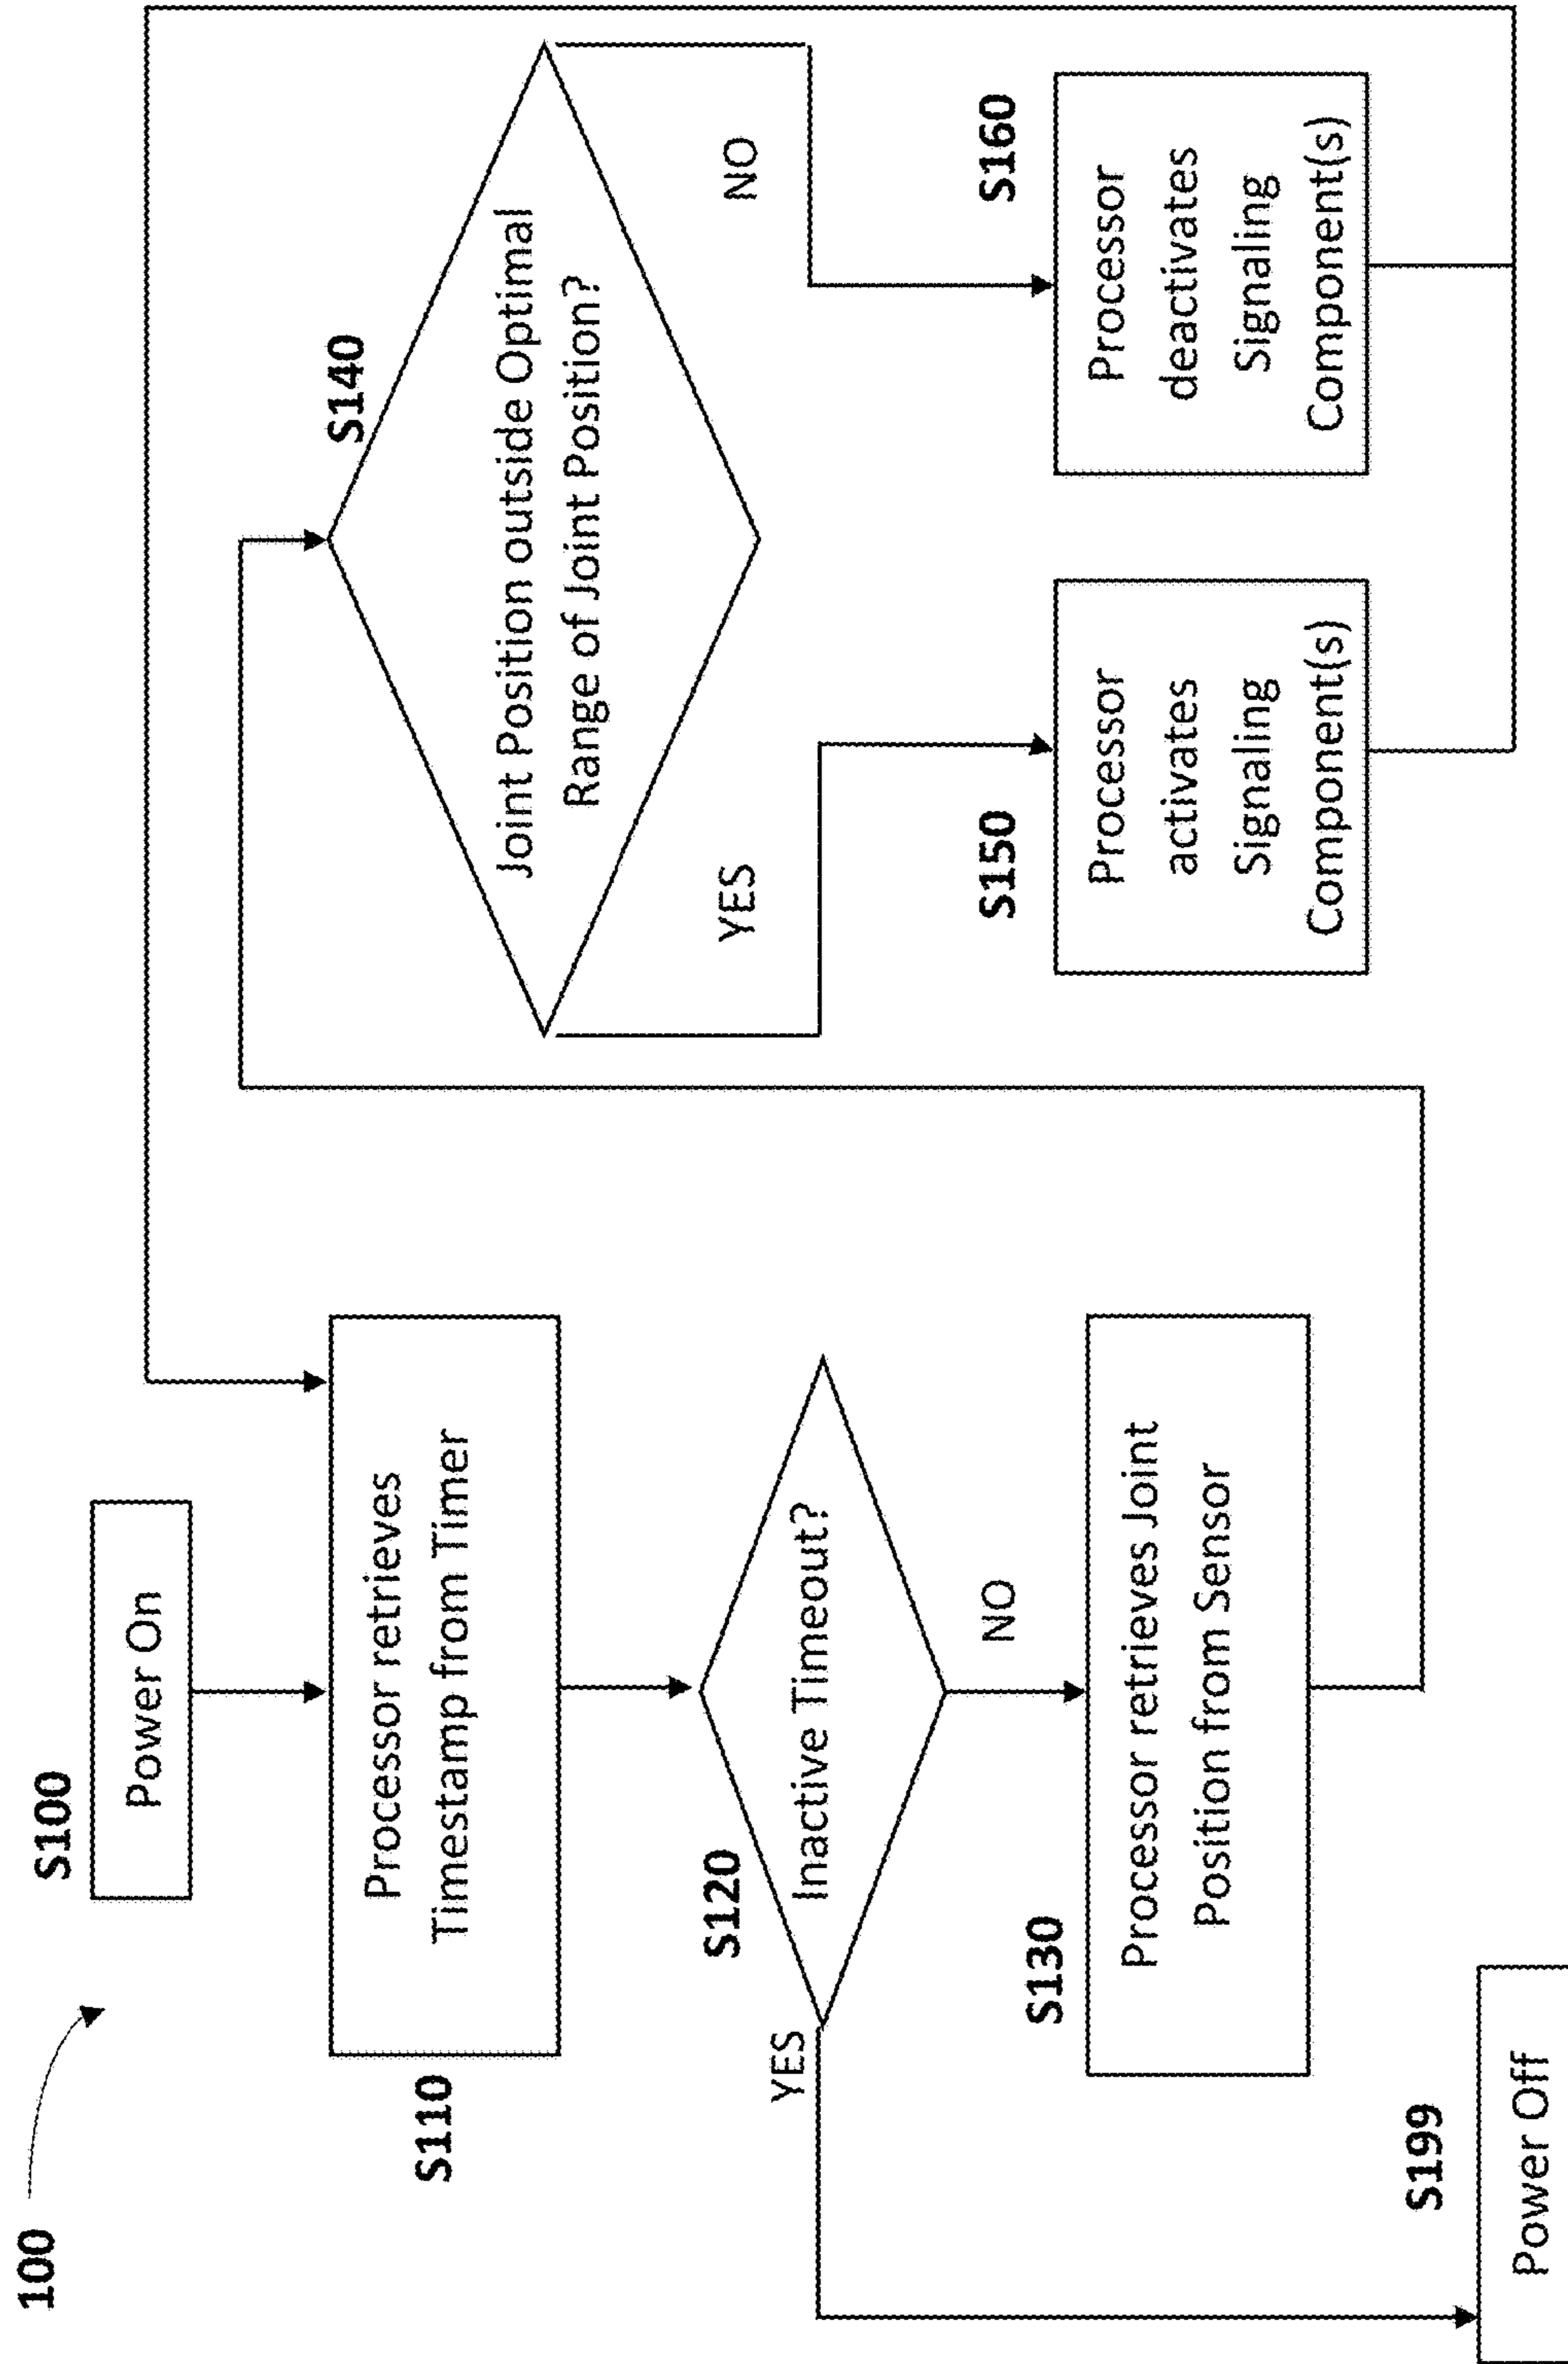 100
S100
Power On
S110
Processor retrieves
Timestamp from Timer
S120
Inactive Timeout?
YES
NO
S130
Processor retrieves Joint
Position from Sensor
S199
Power Off
S140
Joint Position outside Optimal
Range of Joint Position?
YES
NO
S150
Processor
activates
Signaling
Component(s)
S160
Processor
deactivates
Signaling
Component(s)